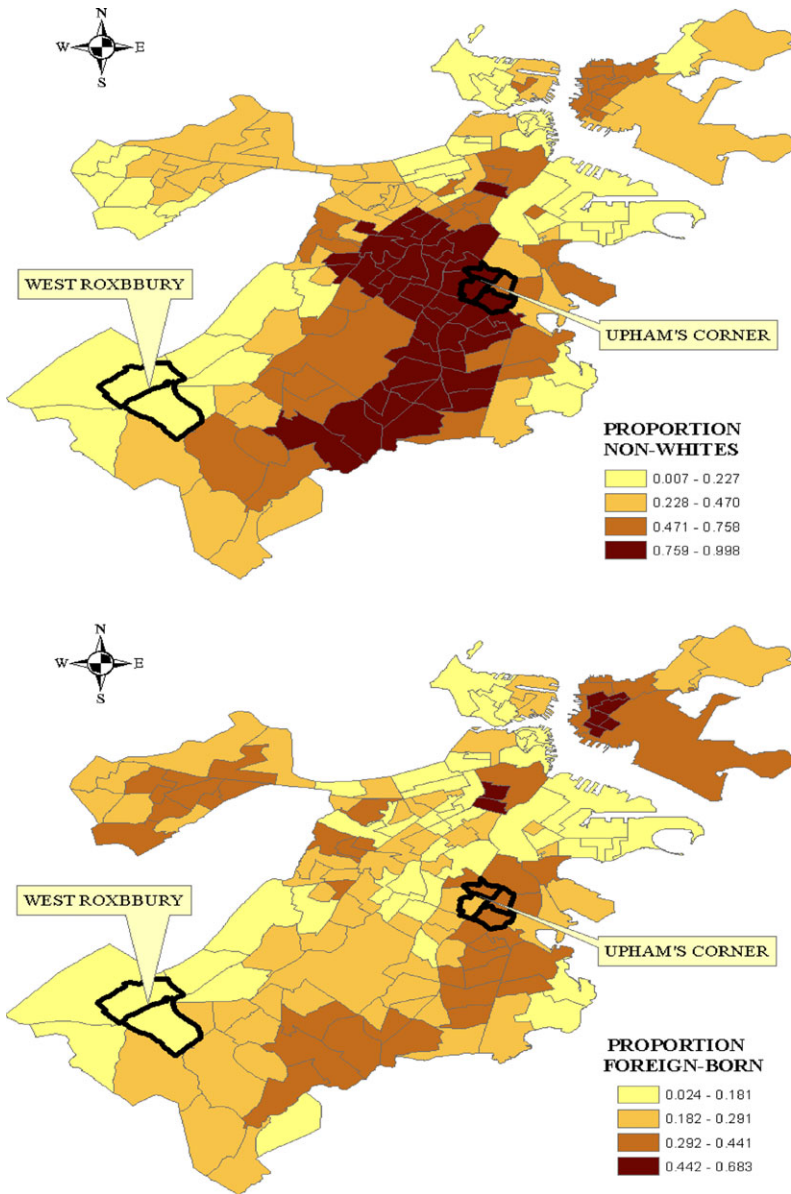 N
W E
S
WEST ROXBBURY
UPHAM'S CORNER
PROPORTION
NON-WHITES
0.007 - 0.227
0.228 - 0.470
0.471 - 0.758
0.759 - 0.998
N
W E
S
WEST ROXBBURY
UPHAM'S CORNER
PROPORTION
FOREIGN-BORN
0.024 - 0.181
0.182 - 0.291
0.292 - 0.441
0.442 - 0.683